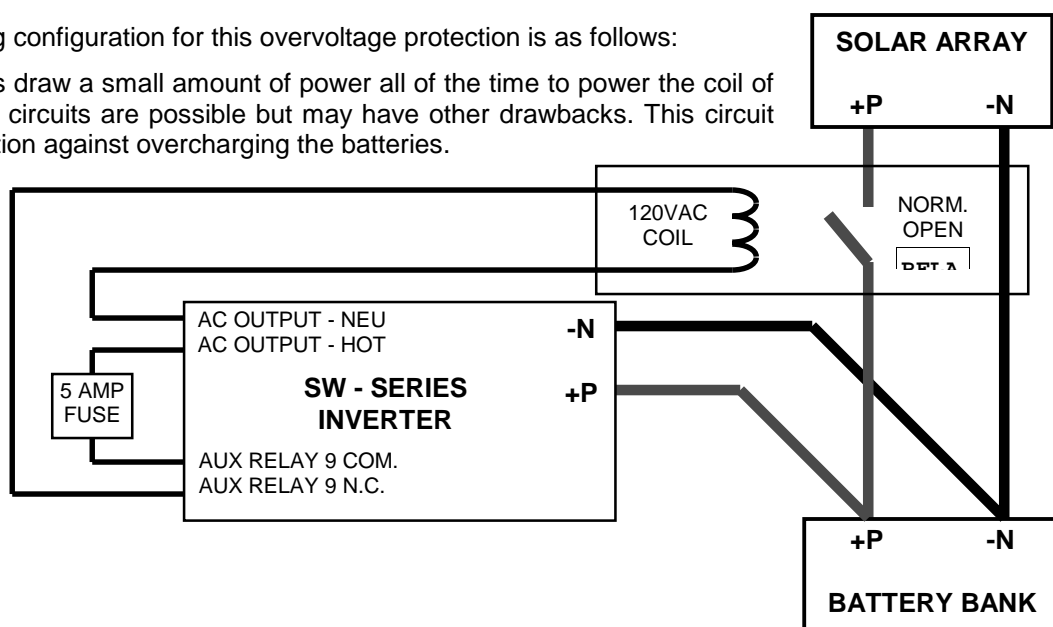 g configuration for this overvoltage protection is as follows:
s draw a small amount of power all of the time to power the coil of
circuits are possible but may have other drawbacks. This circuit
tion against overcharging the batteries.
SOLAR ARRAY
+P -N
120VAC
COIL
NORM.
OPEN
RELA
AC OUTPUT - NEU
AC OUTPUT - HOT
-N
+P
SW - SERIES
INVERTER
5 AMP
FUSE
AUX RELAY 9 COM.
AUX RELAY 9 N.C.
+P -N
BATTERY BANK